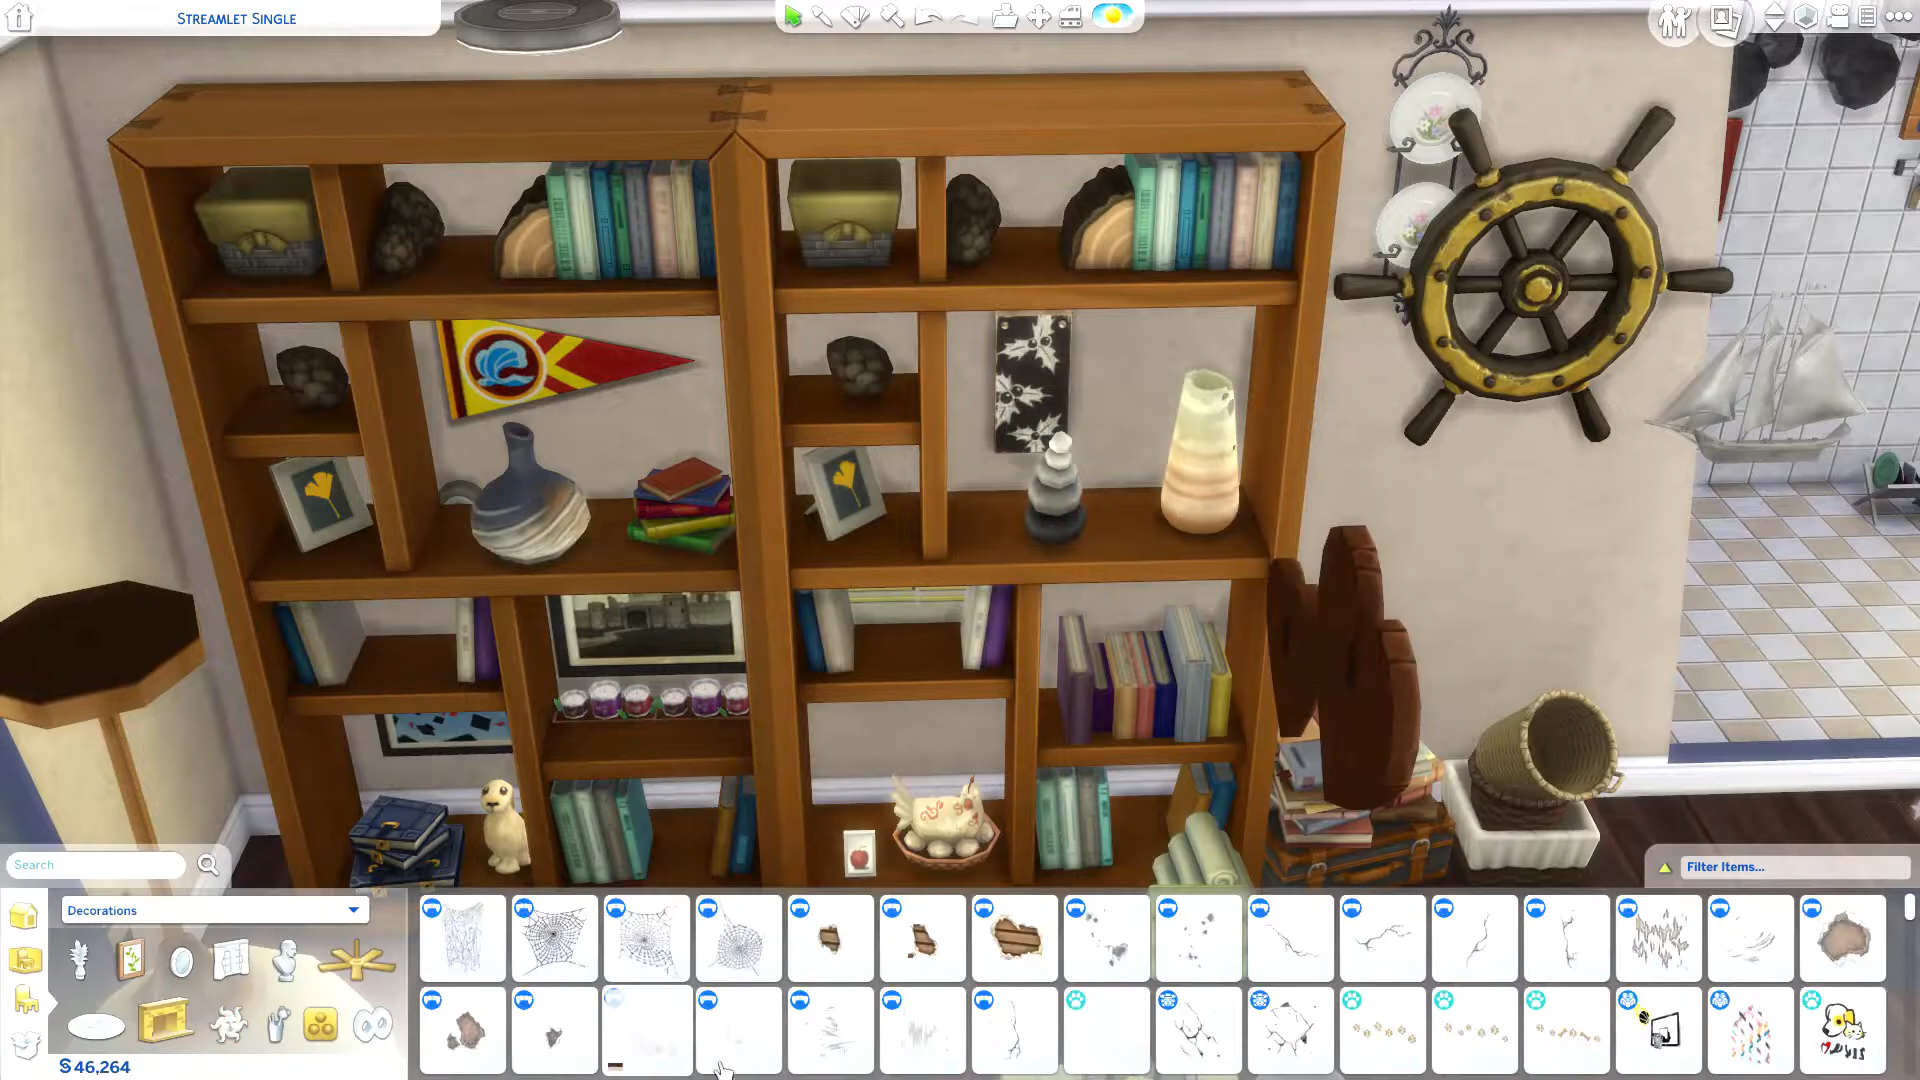 STREAMLET SINGLE
Search
Filter Items...
Decorations
§46,264